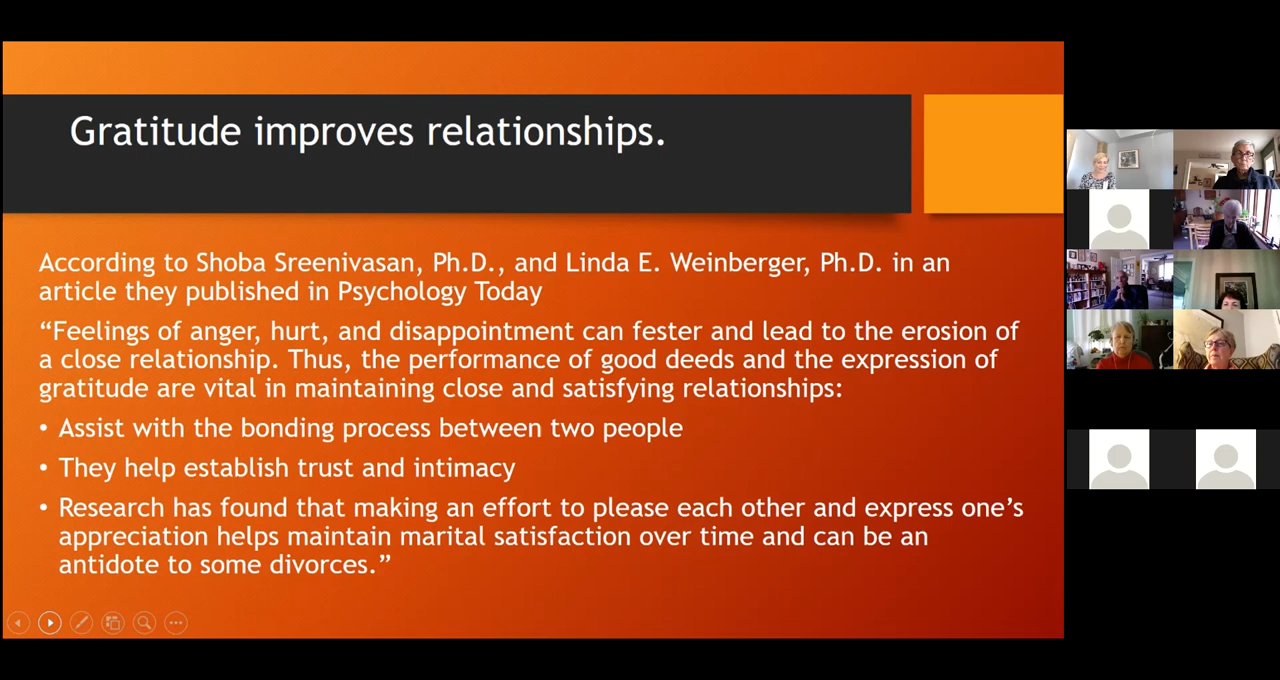 Gratitude improves relationships.
According to Shoba Sreenivasan, Ph.D., and Linda E. Weinberger, Ph.D. in an
article they published in Psychology Today
“Feelings of anger, hurt, and disappointment can fester and lead to the erosion of
a close relationship. Thus, the performance of good deeds and the expression of
gratitude are vital in maintaining close and satisfying relationships:
• Assist with the bonding process between two people
• They help establish trust and intimacy
• Research has found that making an effort to please each other and express one’s
appreciation helps maintain marital satisfaction over time and can be an
antidote to some divorces.”